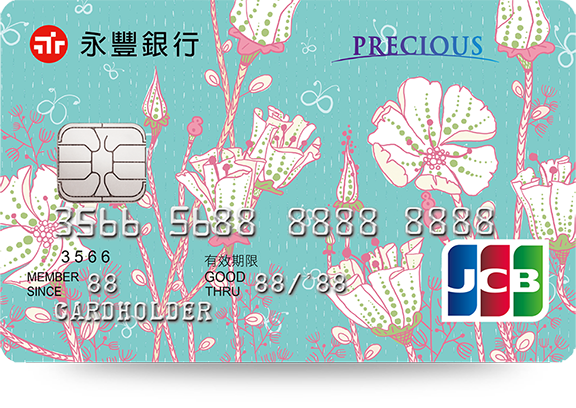 永豐銀行
PRECIOUS
3566 5688 8888 8888
3566
有效期限
MEMBER SINCE 88
GOOD THRU 88/88
CARDHOLDER
JCB